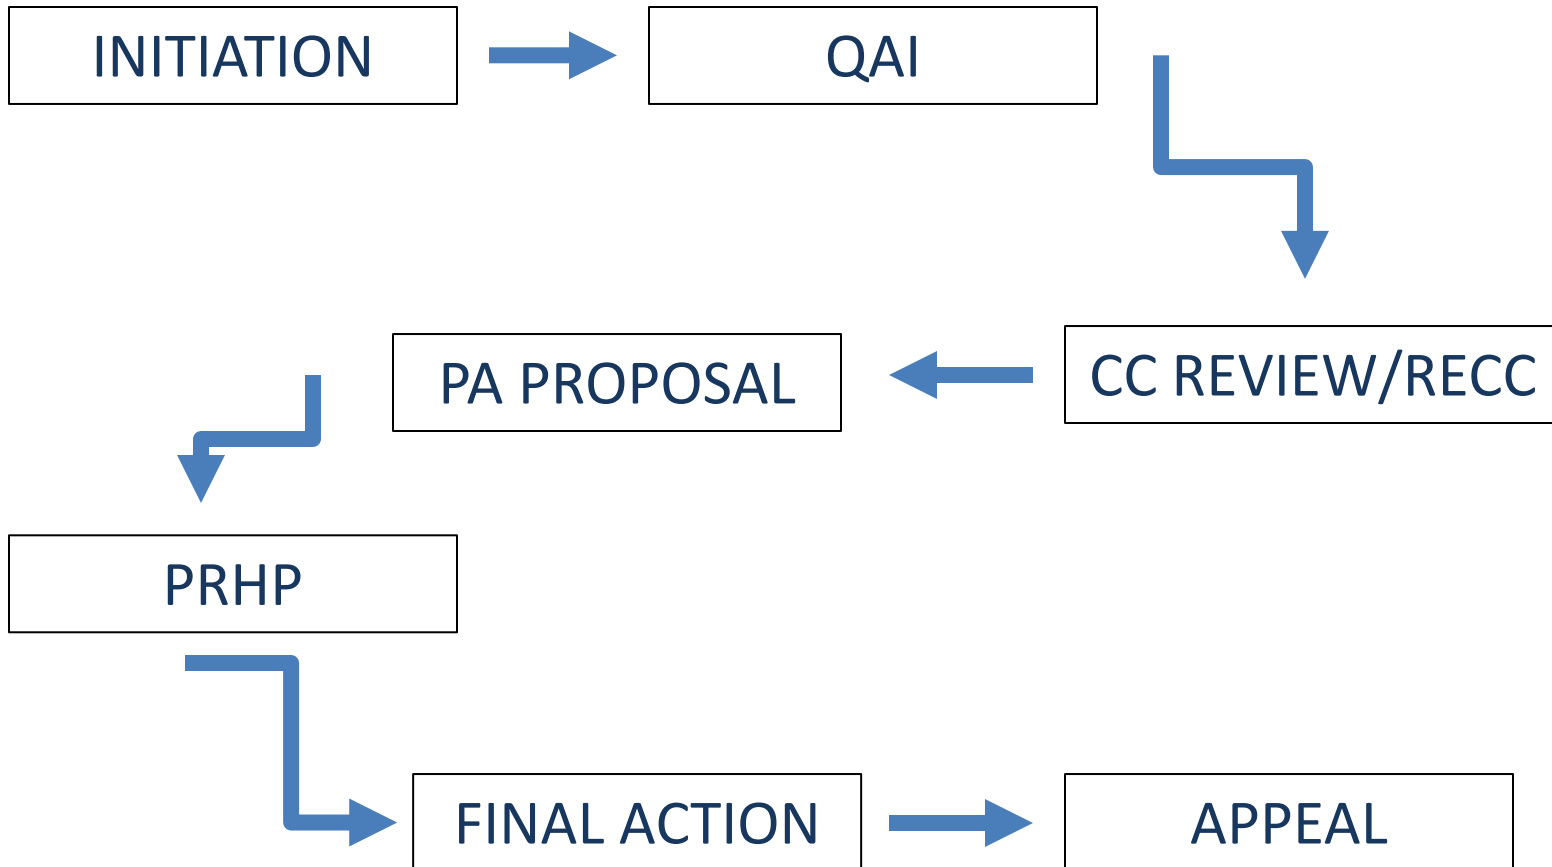 INITIATION
QAI
CC REVIEW/RECC
PA PROPOSAL
PRHP
FINAL ACTION
APPEAL